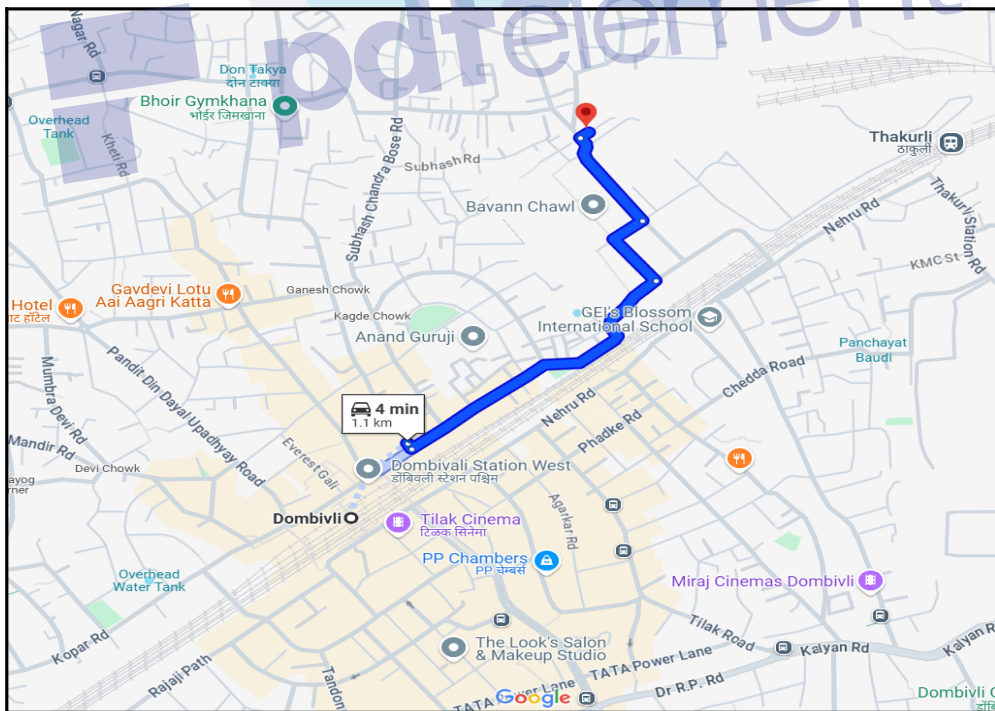 pdfelement
Nagar Rd
Don Takya
दोन टाक्या
Bhoir Gymkhana
भोईर जिमखाना
Overhead
Tank
Kheti Rd
Subhash Chandra Bose Rd
Subhash Rd
Bavann Chawl
Thakurli
ठाकुर्ली
Nehru Rd
Thakurli Station Rd
KMC St
Ganesh Chowk
Gavdevi Lotu
Aai Aagri Katta
Hotel
ाट हॉटेल
Kagde Chowk
Anand Guruji
GEI's Blossom
International School
Panchayat
Baudi
Mumbra Devi Rd
Pandit Din Dayal Upadhyay Road
Chedda Road
4 min
1.1 km
Nehru Rd
Phadke Rd
Mandir Rd
Everest Gali
Devi Chowk
Dombivali Station West
डोंबिवली स्टेशन पश्चिम
ayog
rner
Dombivli
Tilak Cinema
टिळक सिनेमा
Agarkar Rd
PP Chambers
PP चेम्बर्स
Overhead
Water Tank
Miraj Cinemas Dombivli
Kopar Rd
Rajaji Path
The Look's Salon
& Makeup Studio
Tilak Road
Kalyan Rd
Kalyan R
TATA Power Lane
TATA Power Lane
Tandon
Dr R.P. Rd
Google
Dombivli